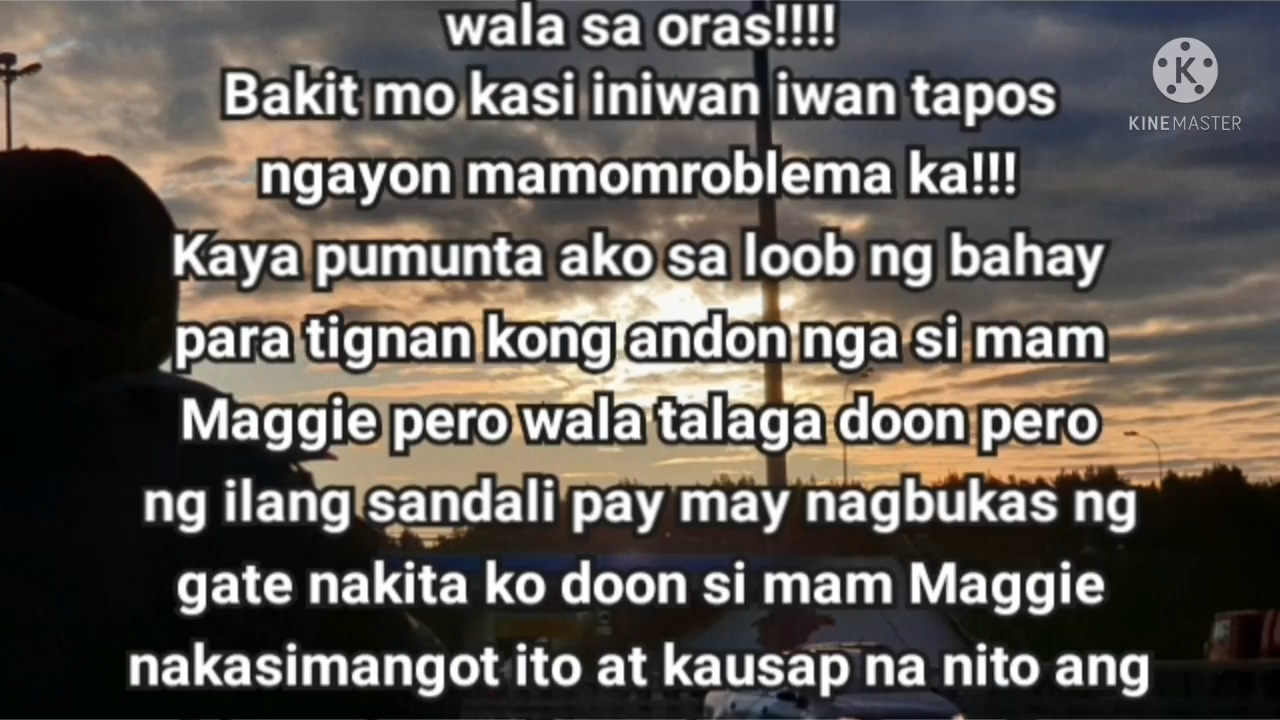 wala sa oras!!!!
Bakit mo kasi iniwan iwan tapos
ngayon mamomroblema ka!!!
Kaya pumunta ako sa loob ng bahay
para tignan kong andon nga si mam
Maggie pero wala talaga doon pero
ng ilang sandali pay may nagbukas ng
gate nakita ko doon si mam Maggie
nakasimangot ito at kausap na nito ang
K
KINEMASTER